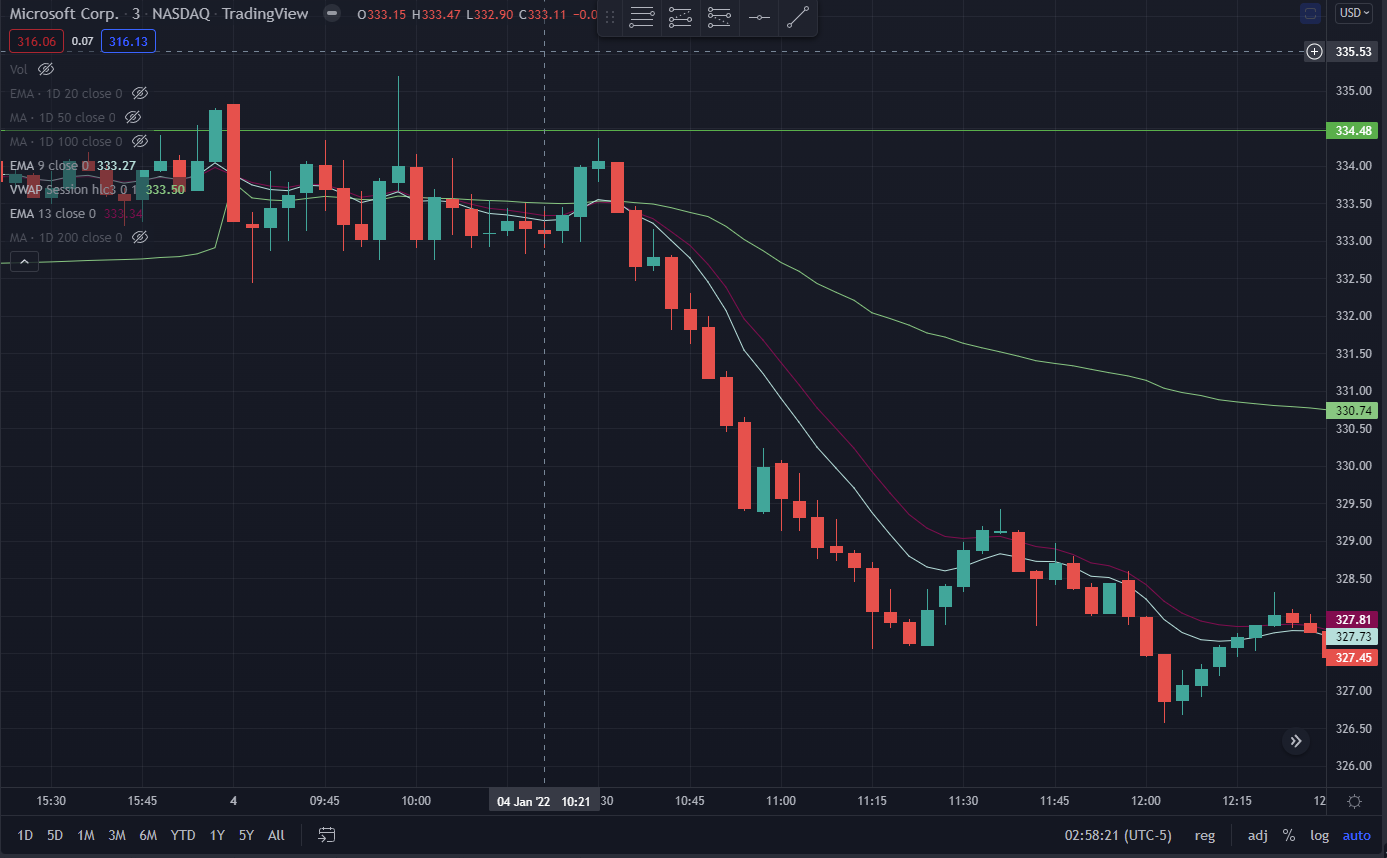 Microsoft Corp. · 3 · NASDAQ · TradingView O333.15 H333.47 L332.90 C333.11 −0.0
USD
316.06 0.07 316.13
335.53
Vol
335.00
EMA · 1D 20 close 0
MA · 1D 50 close 0
334.48
MA · 1D 100 close 0
EMA 9 close 0 333.27
334.00
VWAP session hlc3 0 1 333.50
333.50
EMA 13 close 0 333.34
MA · 1D 200 close 0
333.00
332.50
332.00
331.50
331.00
330.74
330.50
330.00
329.50
329.00
328.50
327.81
327.73
327.45
327.00
326.50
326.00
15:30 15:45 4 09:45 10:00 04 Jan '22 10:21 30 10:45 11:00 11:15 11:30 11:45 12:00 12:15 12
1D 5D 1M 3M 6M YTD 1Y 5Y All 02:58:21 (UTC-5) reg adj % log auto